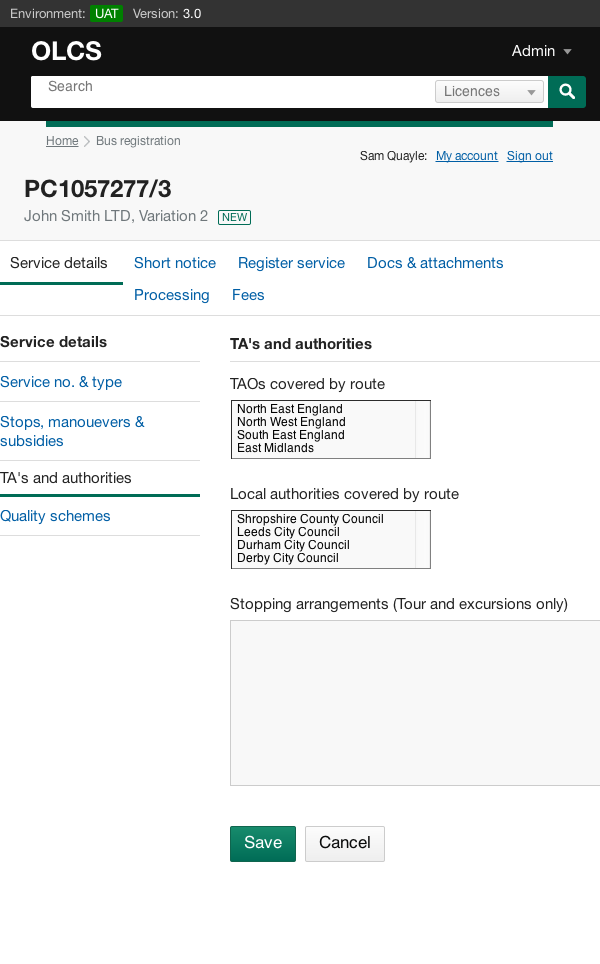 Environment: UAT Version: 3.0
OLCS
Admin
Search
Licences
Home Bus registration
Sam Quayle: My account Sign out
PC1057277/3
John Smith LTD, Variation 2 NEW
Service details Short notice Register service Docs & attachments
Processing Fees
Service details
Service no. & type
Stops, manouevers &
subsidies
TA's and authorities
Quality schemes
TA's and authorities
TAOs covered by route
North East England
North West England
South East England
East Midlands
Local authorities covered by route
Shropshire County Council
Leeds City Council
Durham City Council
Derby City Council
Stopping arrangements (Tour and excursions only)
Save Cancel